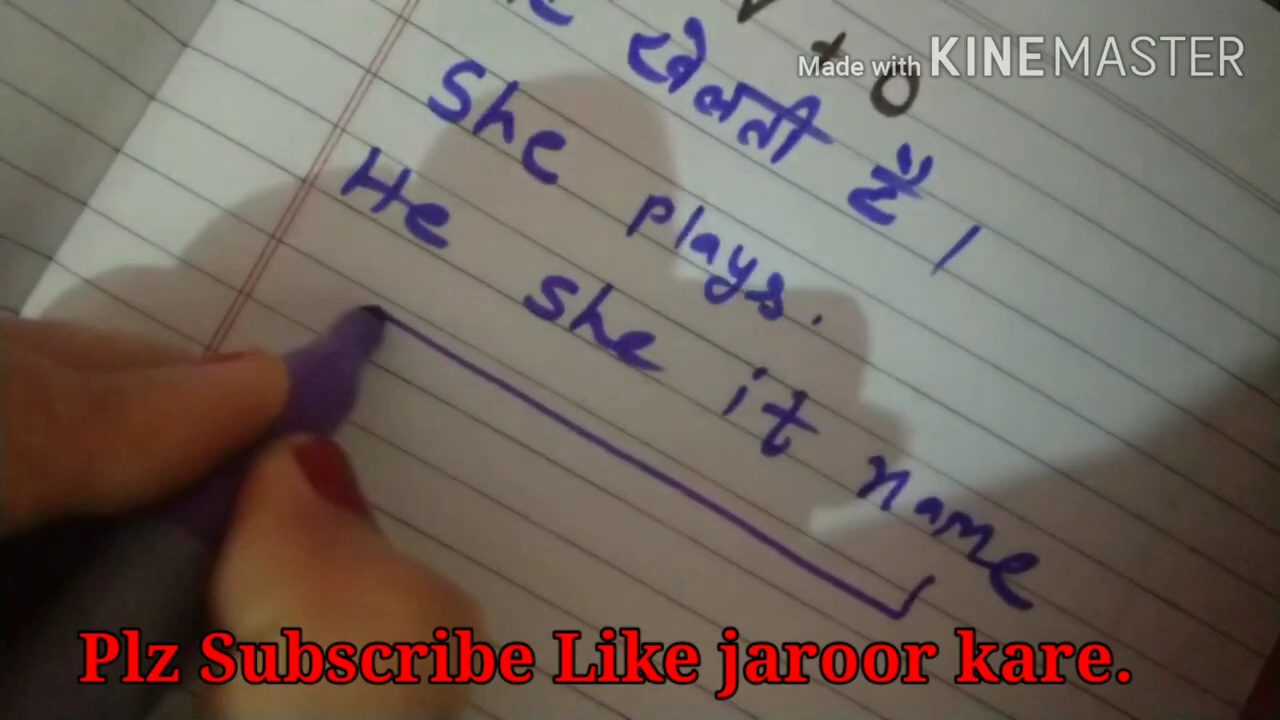 Made with KINEMASTER
+ o
खेलती है।
She plays.
He she it name
Plz Subscribe Like jaroor kare.